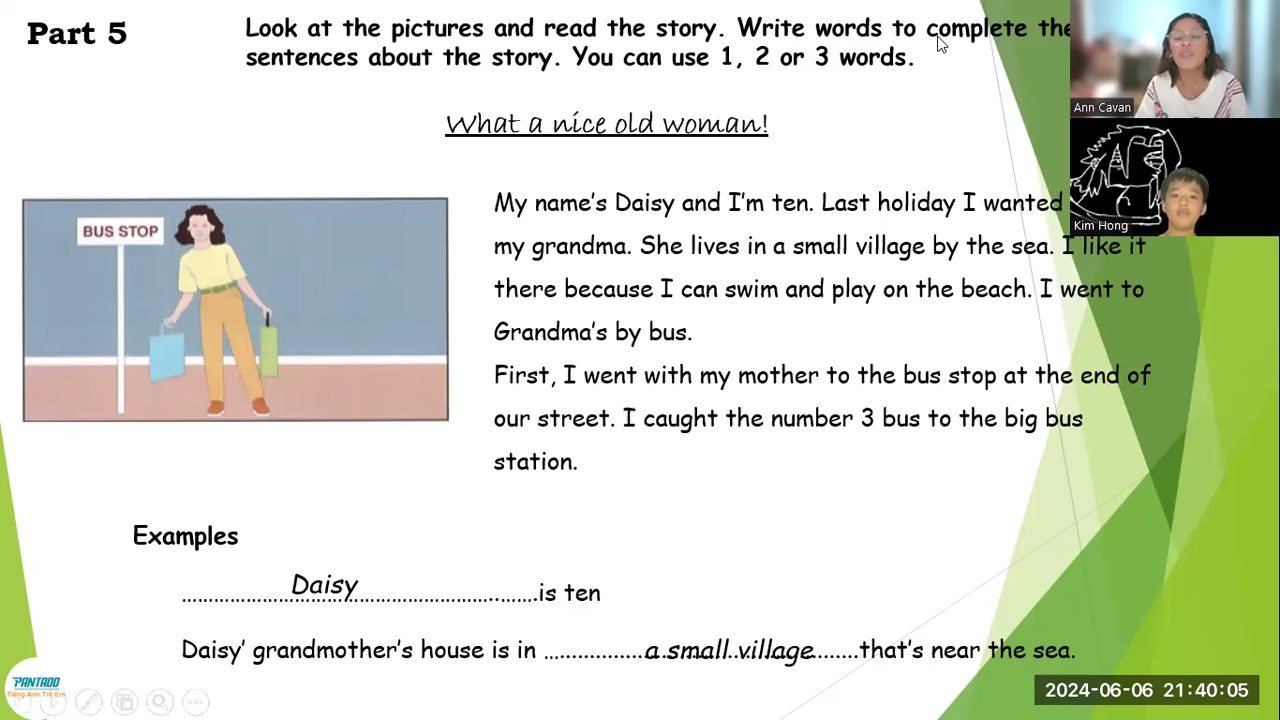 Part 5
Look at the pictures and read the story. Write words to complete the
sentences about the story. You can use 1, 2 or 3 words.
What a nice old woman!
Ann Cavan
Kim Hong
BUS STOP
My name's Daisy and I'm ten. Last holiday I wanted
my grandma. She lives in a small village by the sea. I like it
there because I can swim and play on the beach. I went to
Grandma's by bus.
First, I went with my mother to the bus stop at the end of
our street. I caught the number 3 bus to the big bus
station.
Examples
…………………Daisy…………………..…….is ten
Daisy' grandmother's house is in …..............a small village........that's near the sea.
PANTADO
Tiếng Anh Trẻ Em
2024-06-06 21:40:05